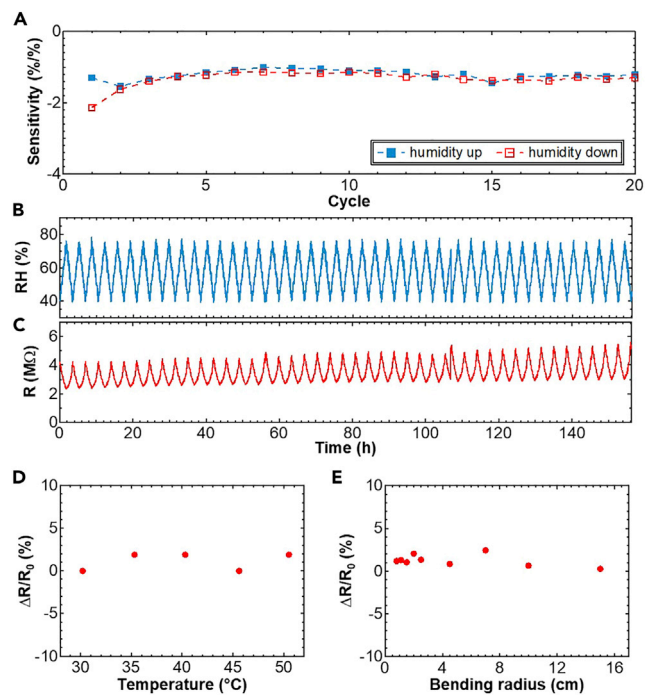 A
0
-2
-4
Sensitivity (%/%)
0
5
10
15
20
Cycle
humidity up
humidity down
B
80
60
40
RH (%)
C
6
4
2
0
R (MΩ)
0
20
40
60
80
100
120
140
Time (h)
D
10
5
0
-5
-10
ΔR/R₀ (%)
30
35
40
45
50
Temperature (°C)
E
10
5
0
-5
-10
ΔR/R₀ (%)
0
4
8
12
16
Bending radius (cm)